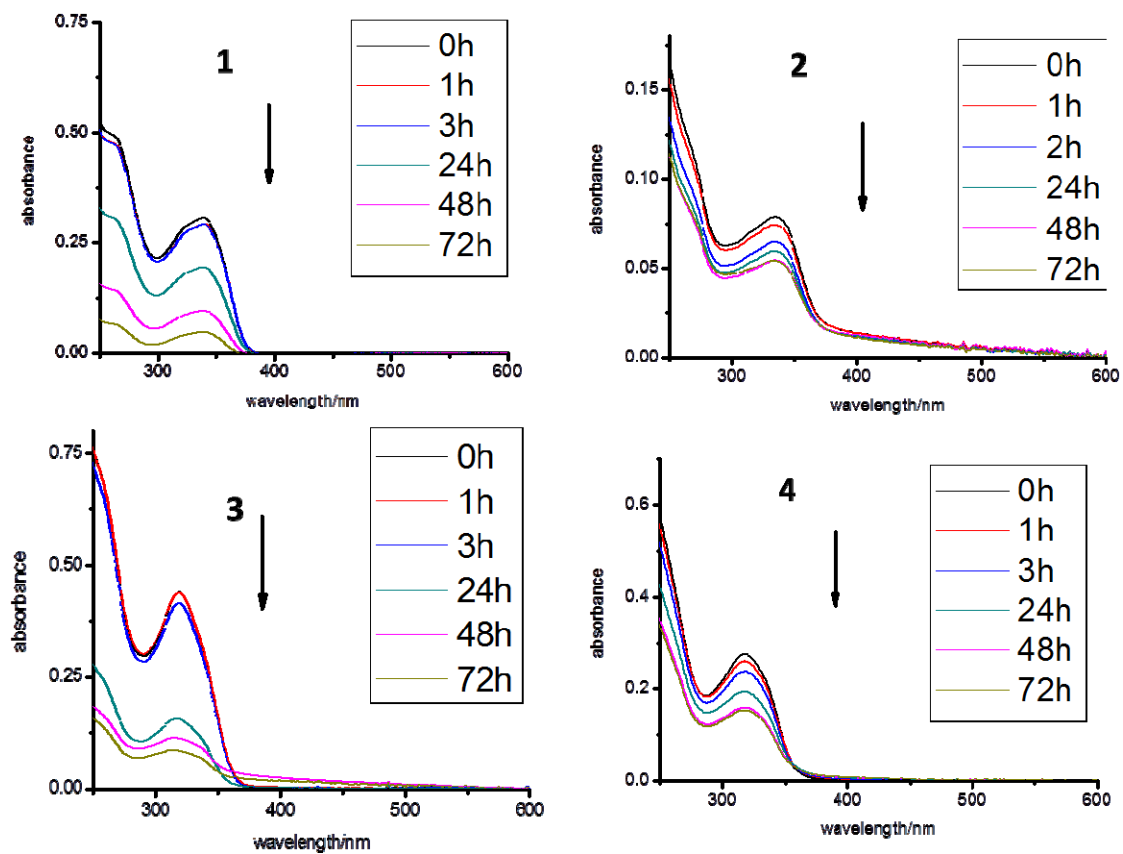 0.75
0.50
0.25
0.00
absorbance
1
0h
1h
3h
24h
48h
72h
300
400
500
600
wavelength/nm
0.15
0.10
0.05
0.00
absorbance
2
0h
1h
2h
24h
48h
72h
300
400
500
600
wavelength/nm
0.75
0.50
0.25
0.00
absorbance
3
0h
1h
3h
24h
48h
72h
300
400
500
600
wavelength/nm
0.6
0.4
0.2
0.0
absorbance
4
0h
1h
3h
24h
48h
72h
300
400
500
600
wavelength/nm